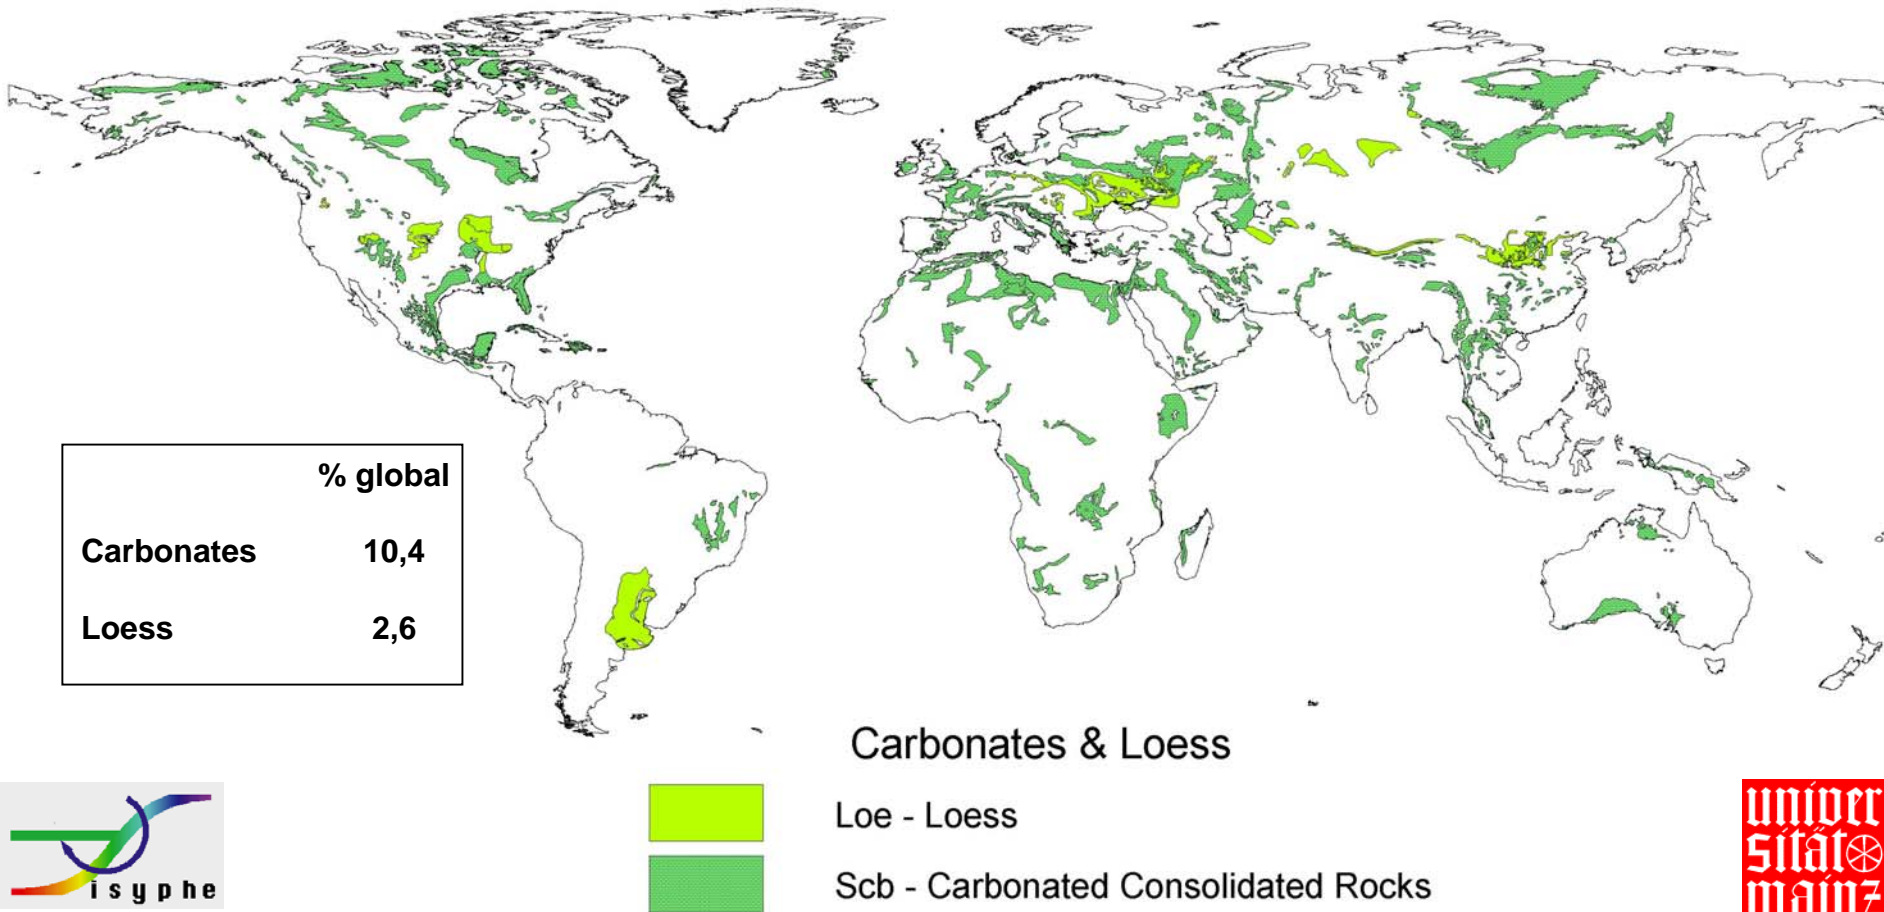 % global
Carbonates 10,4
Loess 2,6
Carbonates & Loess
Loe - Loess
Scb - Carbonated Consolidated Rocks
isyphe
univer
sität
mainz